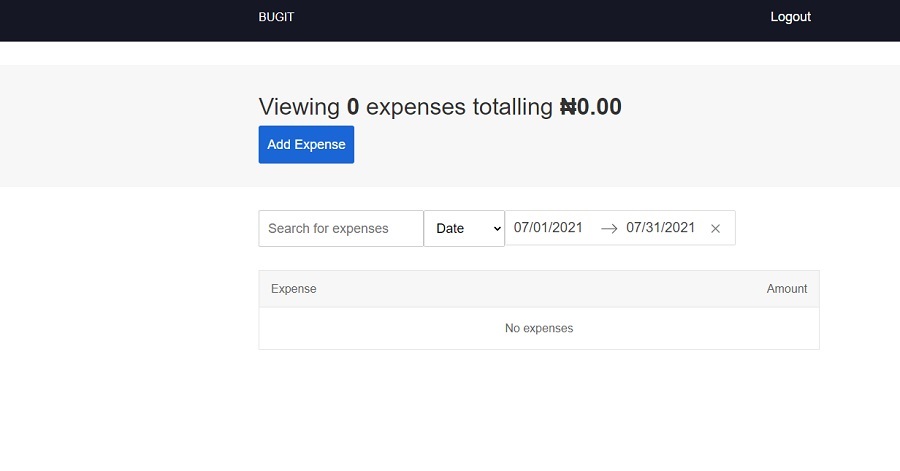 BUGIT Logout
Viewing 0 expenses totalling ₦0.00
Add Expense
Search for expenses Date 07/01/2021 → 07/31/2021 ×
Expense Amount
No expenses